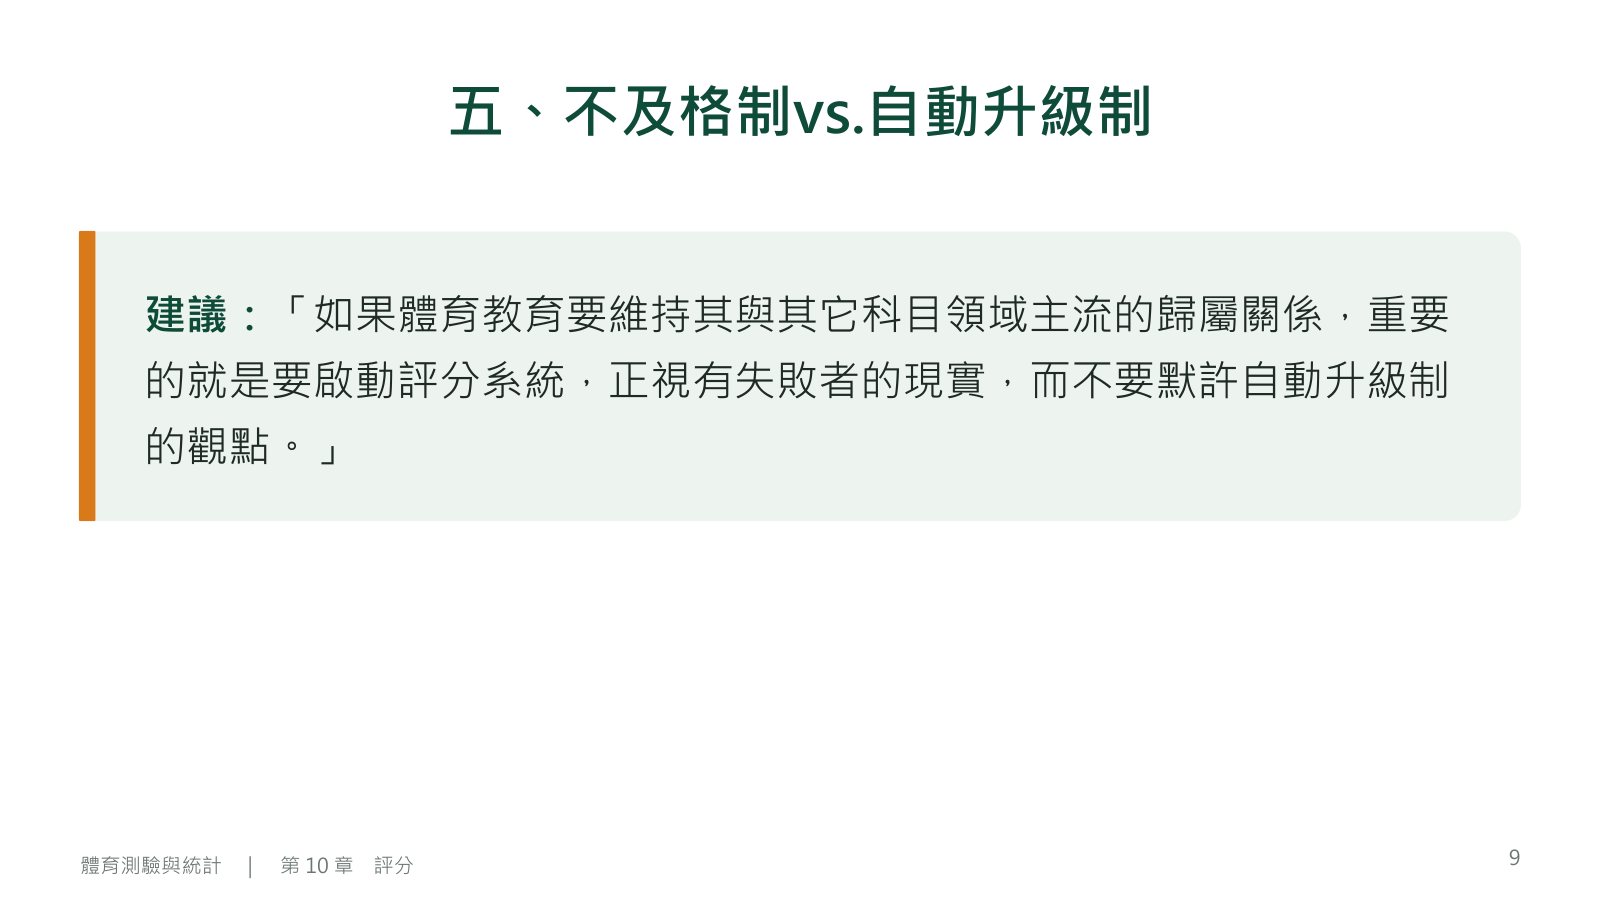 五、不及格制vs.自動升級制
建議：「如果體育教育要維持其與其它科目領域主流的歸屬關係，重要
的就是要啟動評分系統，正視有失敗者的現實，而不要默許自動升級制
的觀點。」
體育測驗與統計　|　第 10 章　評分
9